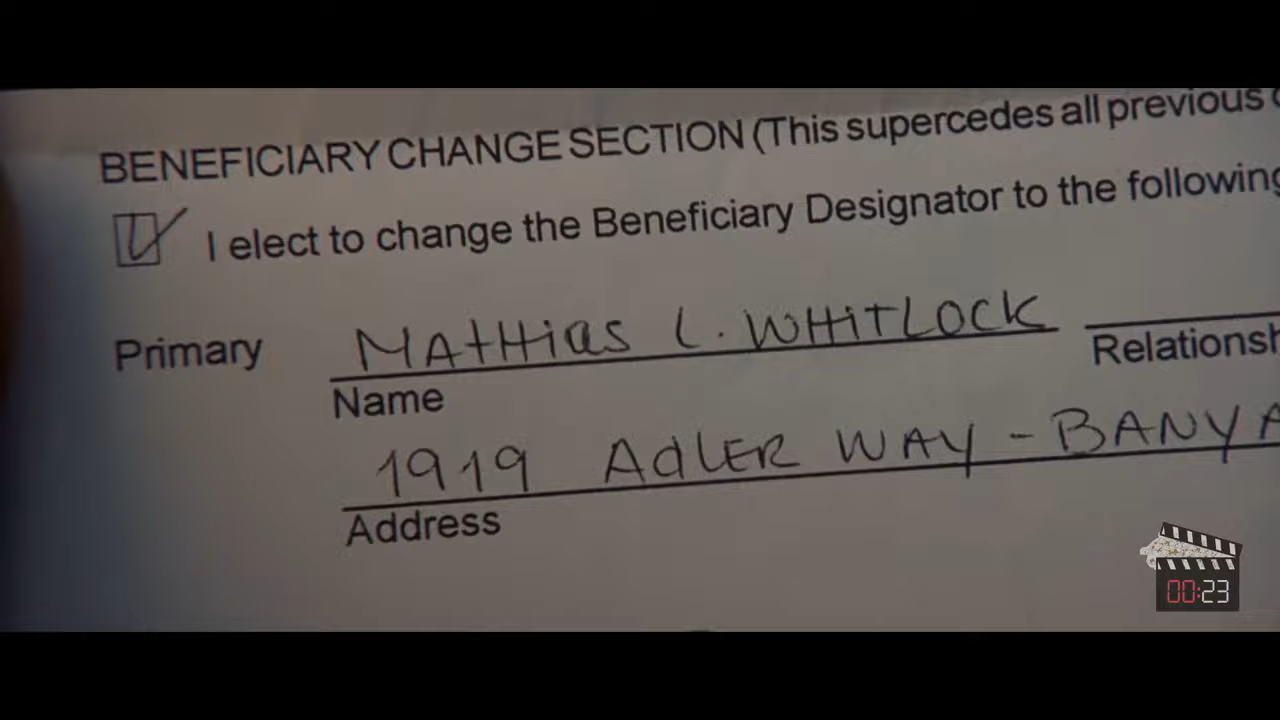 BENEFICIARY CHANGE SECTION (This supercedes all previous
I elect to change the Beneficiary Designator to the following
Primary MATHias L. WHiTLOCK
Name Relationsh
1919 AdLER WAY - BANYA
Address
00:23